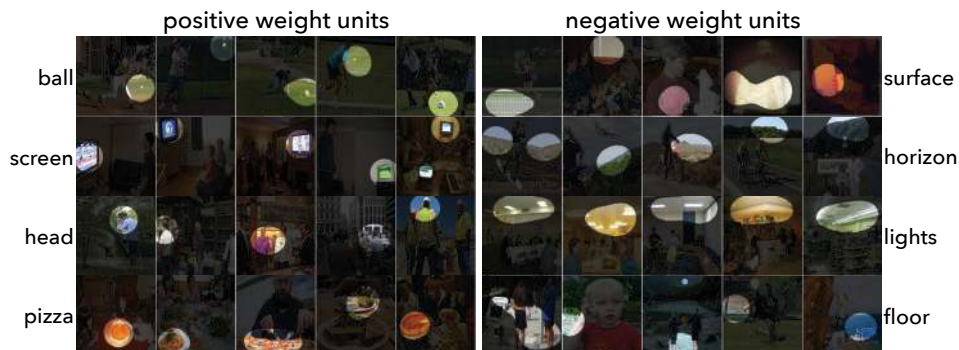 positive weight units
negative weight units
ball
surface
screen
horizon
head
lights
pizza
floor